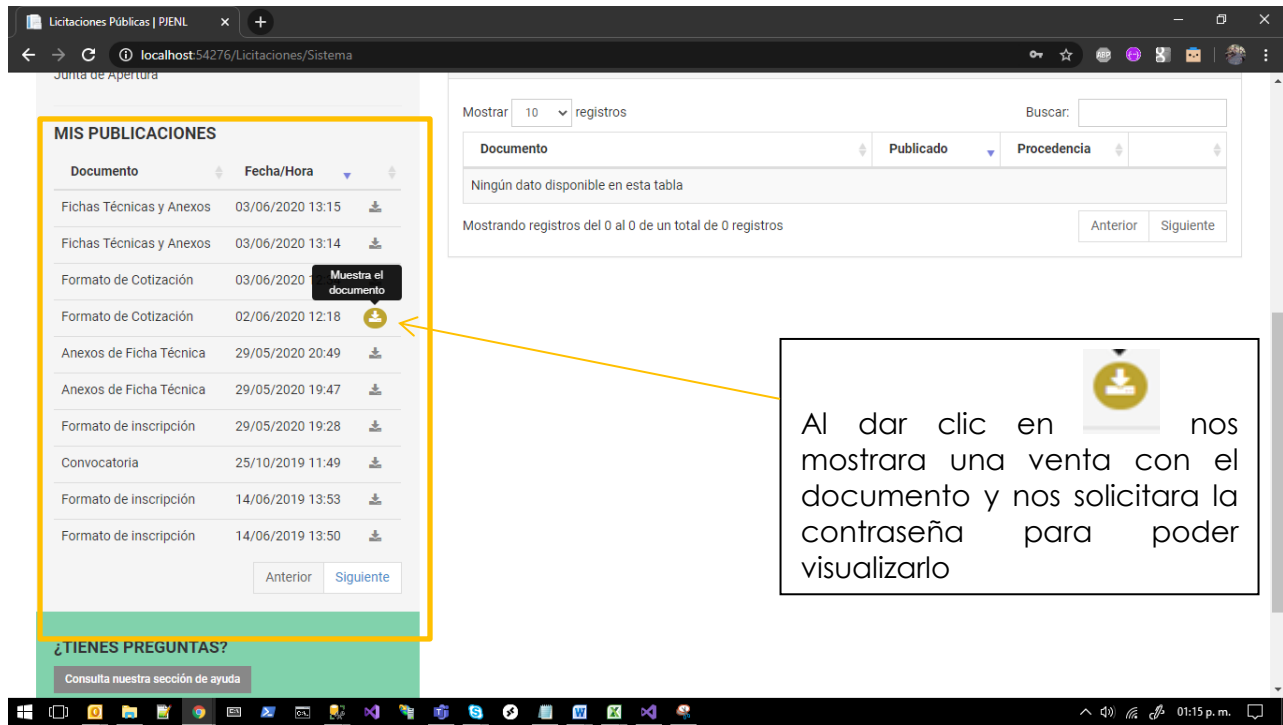 Licitaciones Públicas | PJENL
localhost:54276/Licitaciones/Sistema
ABP
Junta de Apertura
MIS PUBLICACIONES
Documento Fecha/Hora
Fichas Técnicas y Anexos 03/06/2020 13:15
Fichas Técnicas y Anexos 03/06/2020 13:14
Formato de Cotización 03/06/2020
Muestra el
documento
Formato de Cotización 02/06/2020 12:18
Anexos de Ficha Técnica 29/05/2020 20:49
Anexos de Ficha Técnica 29/05/2020 19:47
Formato de inscripción 29/05/2020 19:28
Convocatoria 25/10/2019 11:49
Formato de inscripción 14/06/2019 13:53
Formato de inscripción 14/06/2019 13:50
Anterior Siguiente
¿TIENES PREGUNTAS?
Consulta nuestra sección de ayuda
Mostrar 10 registros Buscar:
Documento Publicado Procedencia
Ningún dato disponible en esta tabla
Mostrando registros del 0 al 0 de un total de 0 registros
Anterior Siguiente
Al dar clic en nos
mostrara una venta con el
documento y nos solicitara la
contraseña para poder
visualizarlo
01:15 p. m.